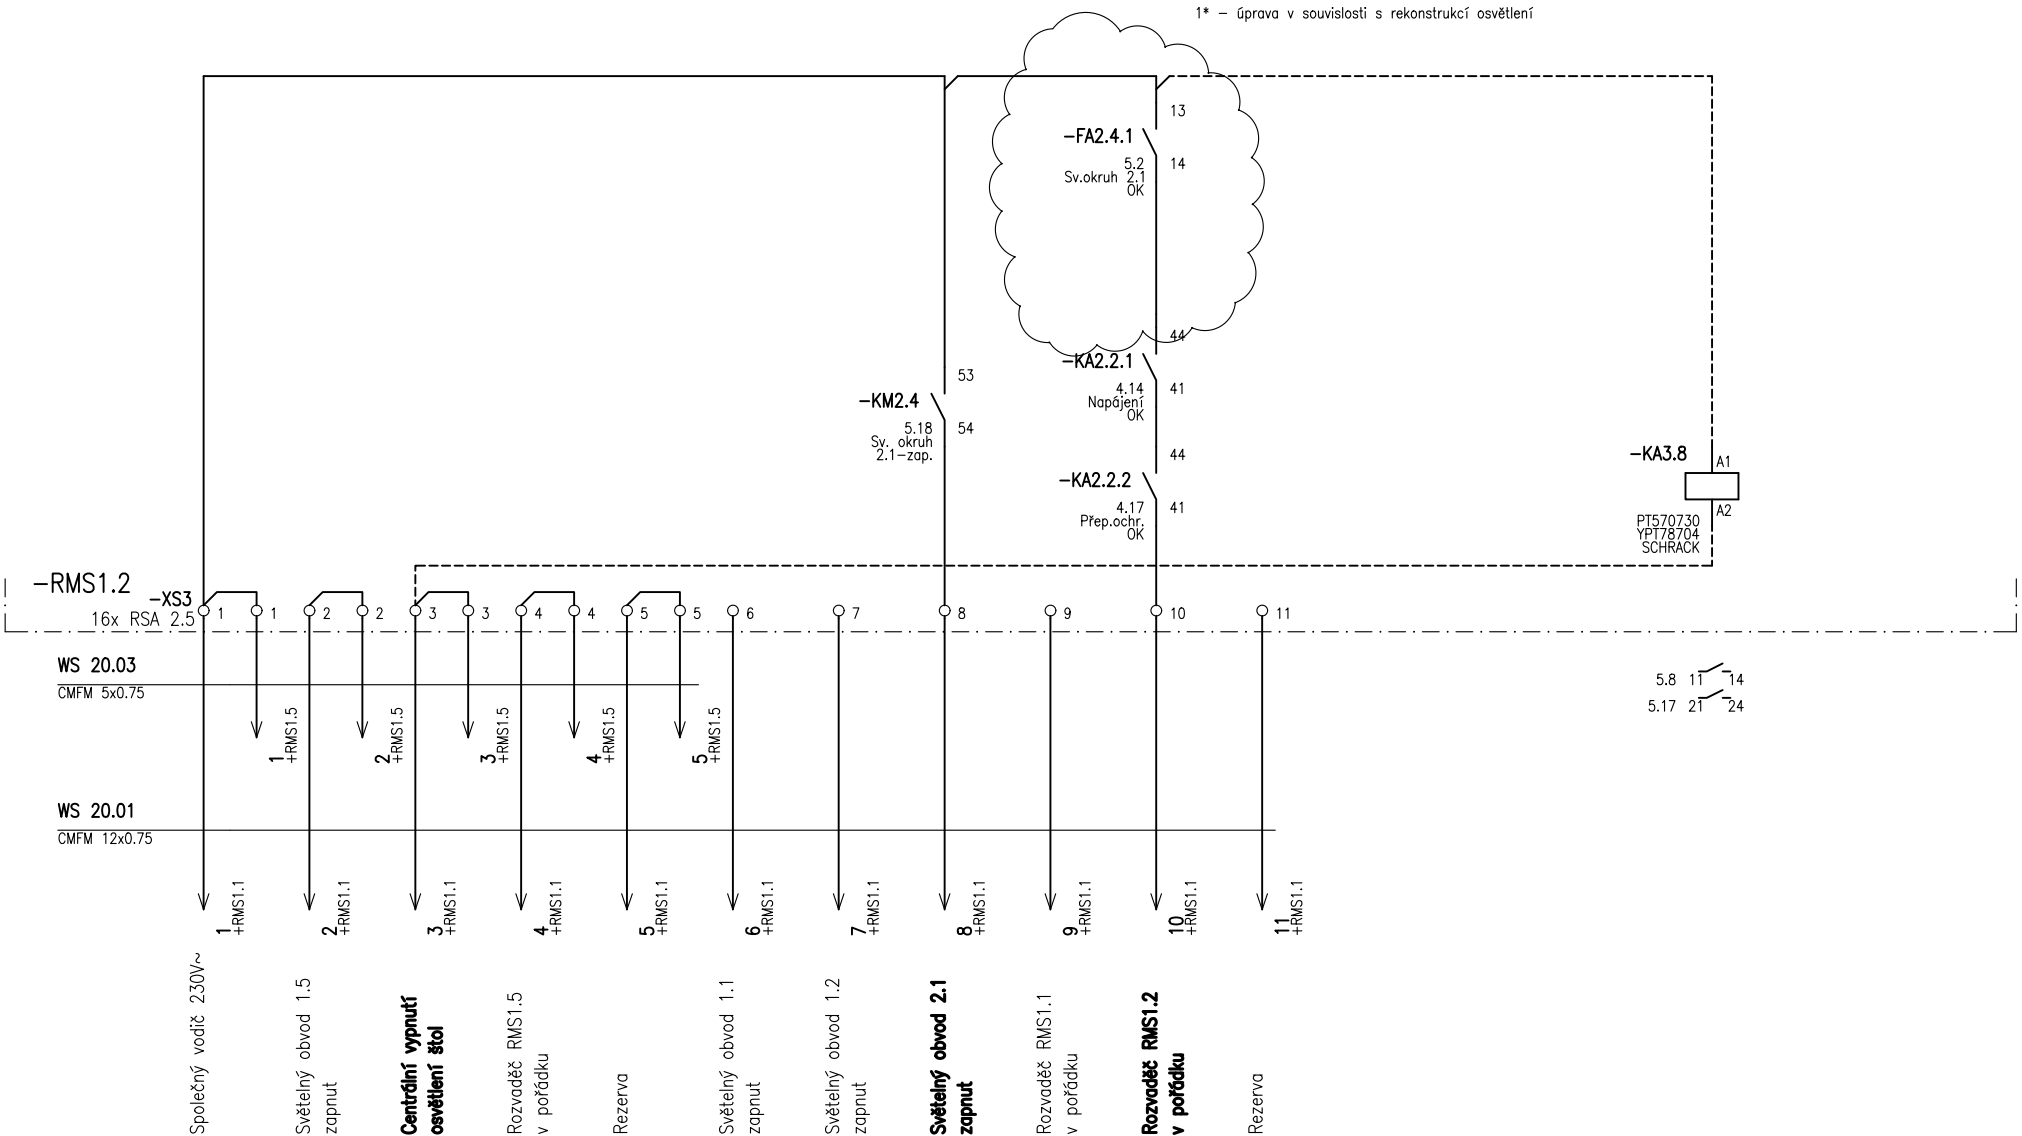 1* – úprava v souvislosti s rekonstrukcí osvětlení
13
–FA2.4.1
5.2
14
Sv.okruh 2.1
OK
44
–KA2.2.1
4.14
41
Napájení
OK
53
–KM2.4
5.18
54
Sv. okruh
2.1–zap.
44
–KA2.2.2
4.17
41
Přep.ochr.
OK
–KA3.8
A1
A2
PT570730
YPT78704
SCHRACK
–RMS1.2
–XS3
16x RSA 2.5
1
1
2
2
3
3
4
4
5
5
6
7
8
9
10
11
WS 20.03
CMFM 5x0.75
5.8 11 14
5.17 21 24
1
+RMS1.5
2
+RMS1.5
3
+RMS1.5
4
+RMS1.5
5
+RMS1.5
WS 20.01
CMFM 12x0.75
1
+RMS1.1
2
+RMS1.1
3
+RMS1.1
4
+RMS1.1
5
+RMS1.1
6
+RMS1.1
7
+RMS1.1
8
+RMS1.1
9
+RMS1.1
10
+RMS1.1
11
+RMS1.1
Společný vodič 230V~
Světelný obvod 1.5
zapnut
Centrální vypnutí
osvětlení štol
Rozvaděč RMS1.5
v pořádku
Rezerva
Světelný obvod 1.1
zapnut
Světelný obvod 1.2
zapnut
Světelný obvod 2.1
zapnut
Rozvaděč RMS1.1
v pořádku
Rozvaděč RMS1.2
v pořádku
Rezerva